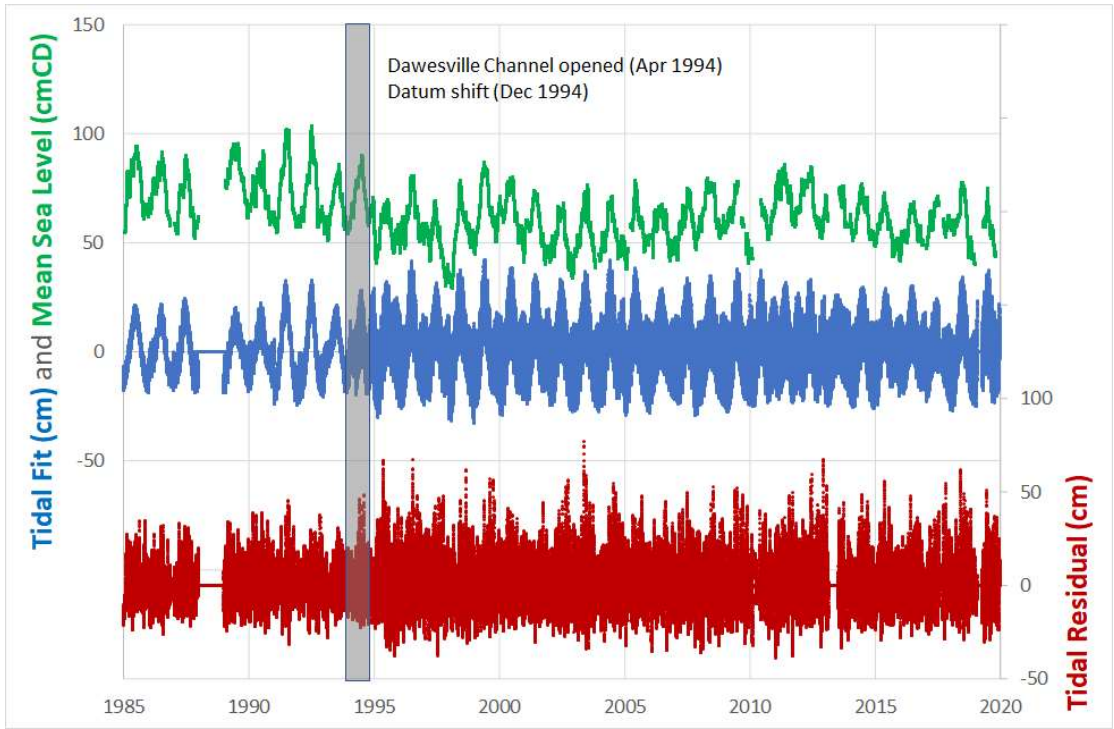 150
100
50
0
-50
Tidal Fit (cm) and Mean Sea Level (cmCD)
Dawesville Channel opened (Apr 1994)
Datum shift (Dec 1994)
100
50
0
-50
Tidal Residual (cm)
1985 1990 1995 2000 2005 2010 2015 2020